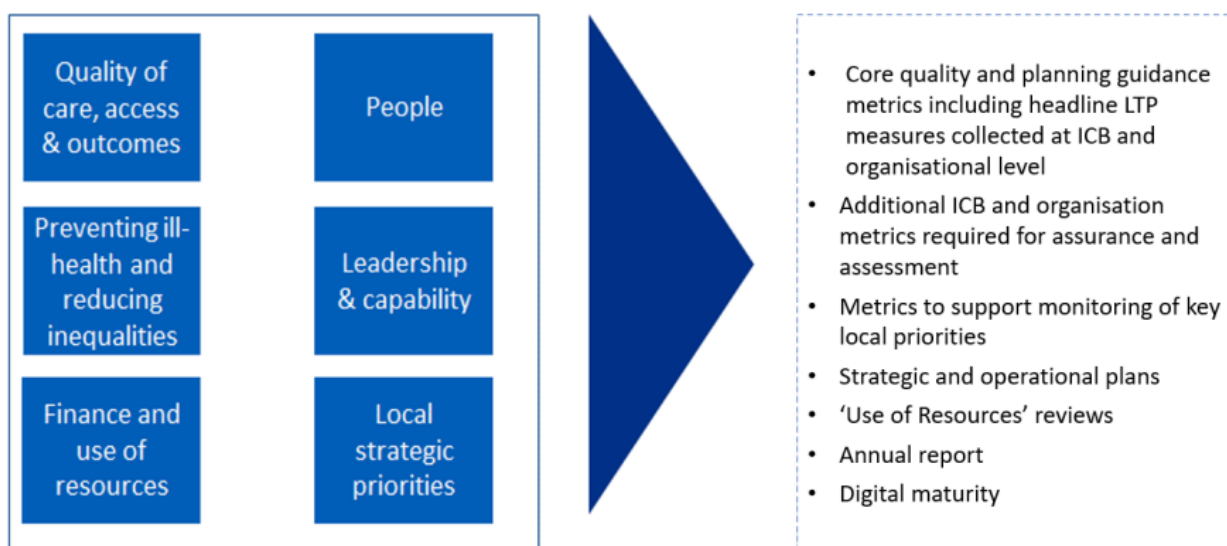 Quality of
care, access
& outcomes
People
Preventing ill-
health and
reducing
inequalities
Leadership
& capability
Finance and
use of
resources
Local
strategic
priorities
• Core quality and planning guidance
metrics including headline LTP
measures collected at ICB and
organisational level
• Additional ICB and organisation
metrics required for assurance and
assessment
• Metrics to support monitoring of key
local priorities
• Strategic and operational plans
• ‘Use of Resources’ reviews
• Annual report
• Digital maturity